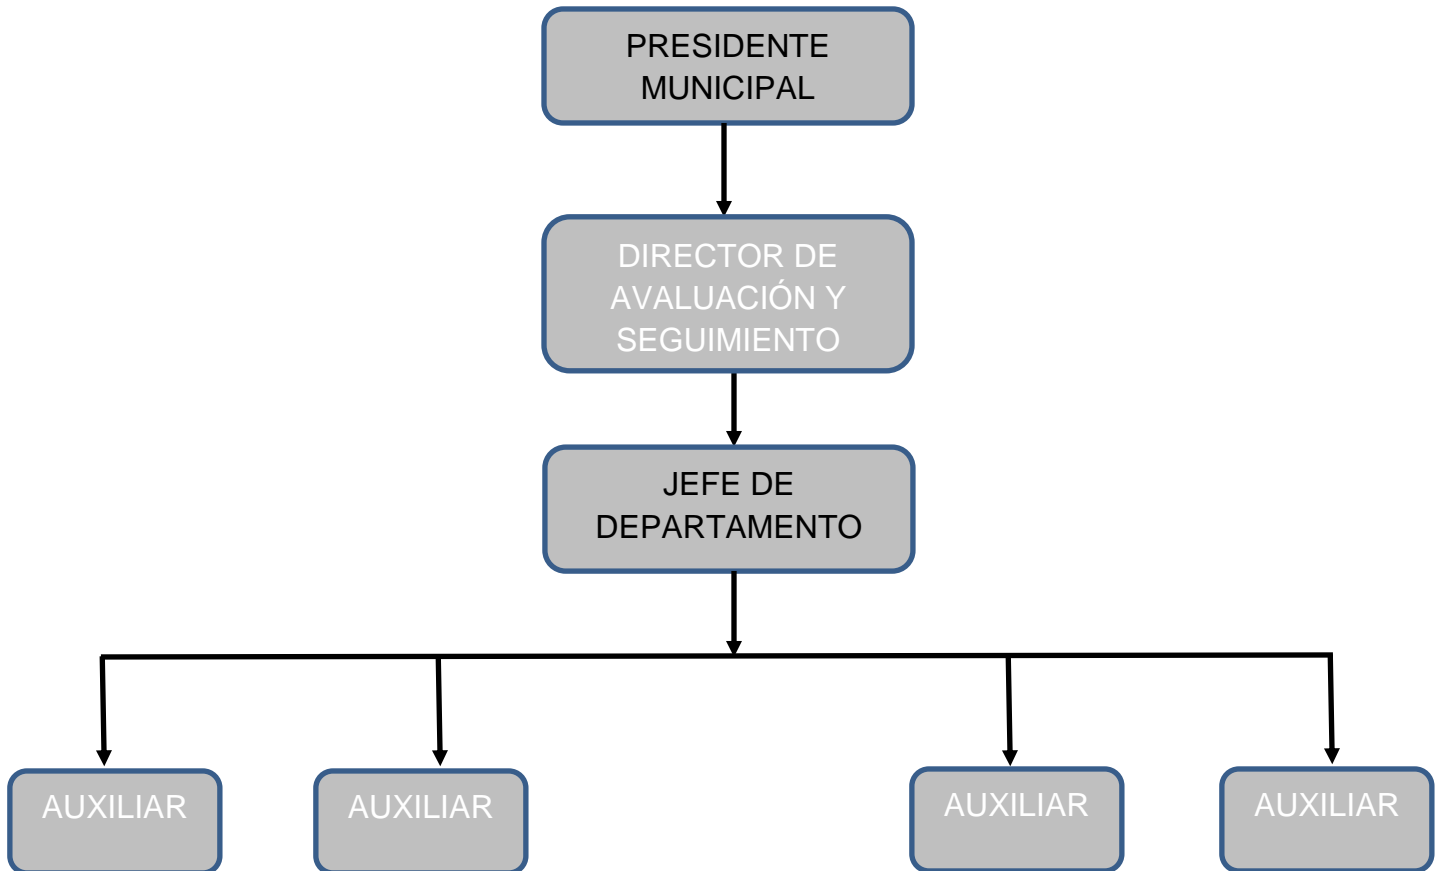 PRESIDENTE
MUNICIPAL
DIRECTOR DE
AVALUACIÓN Y
SEGUIMIENTO
JEFE DE
DEPARTAMENTO
AUXILIAR
AUXILIAR
AUXILIAR
AUXILIAR